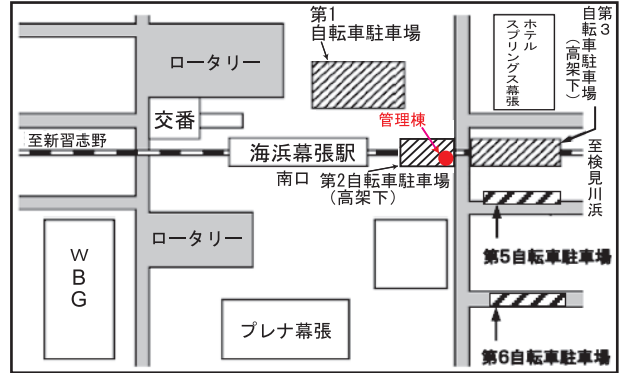 第1
自転車駐車場
ロータリー
ホテル
スプリングス幕張
第3
自転車駐車場
(高架下)
交番
管理棟
至新習志野
海浜幕張駅
南口
第2自転車駐車場
(高架下)
至検見川浜
ロータリー
第5自転車駐車場
WBG
プレナ幕張
第6自転車駐車場